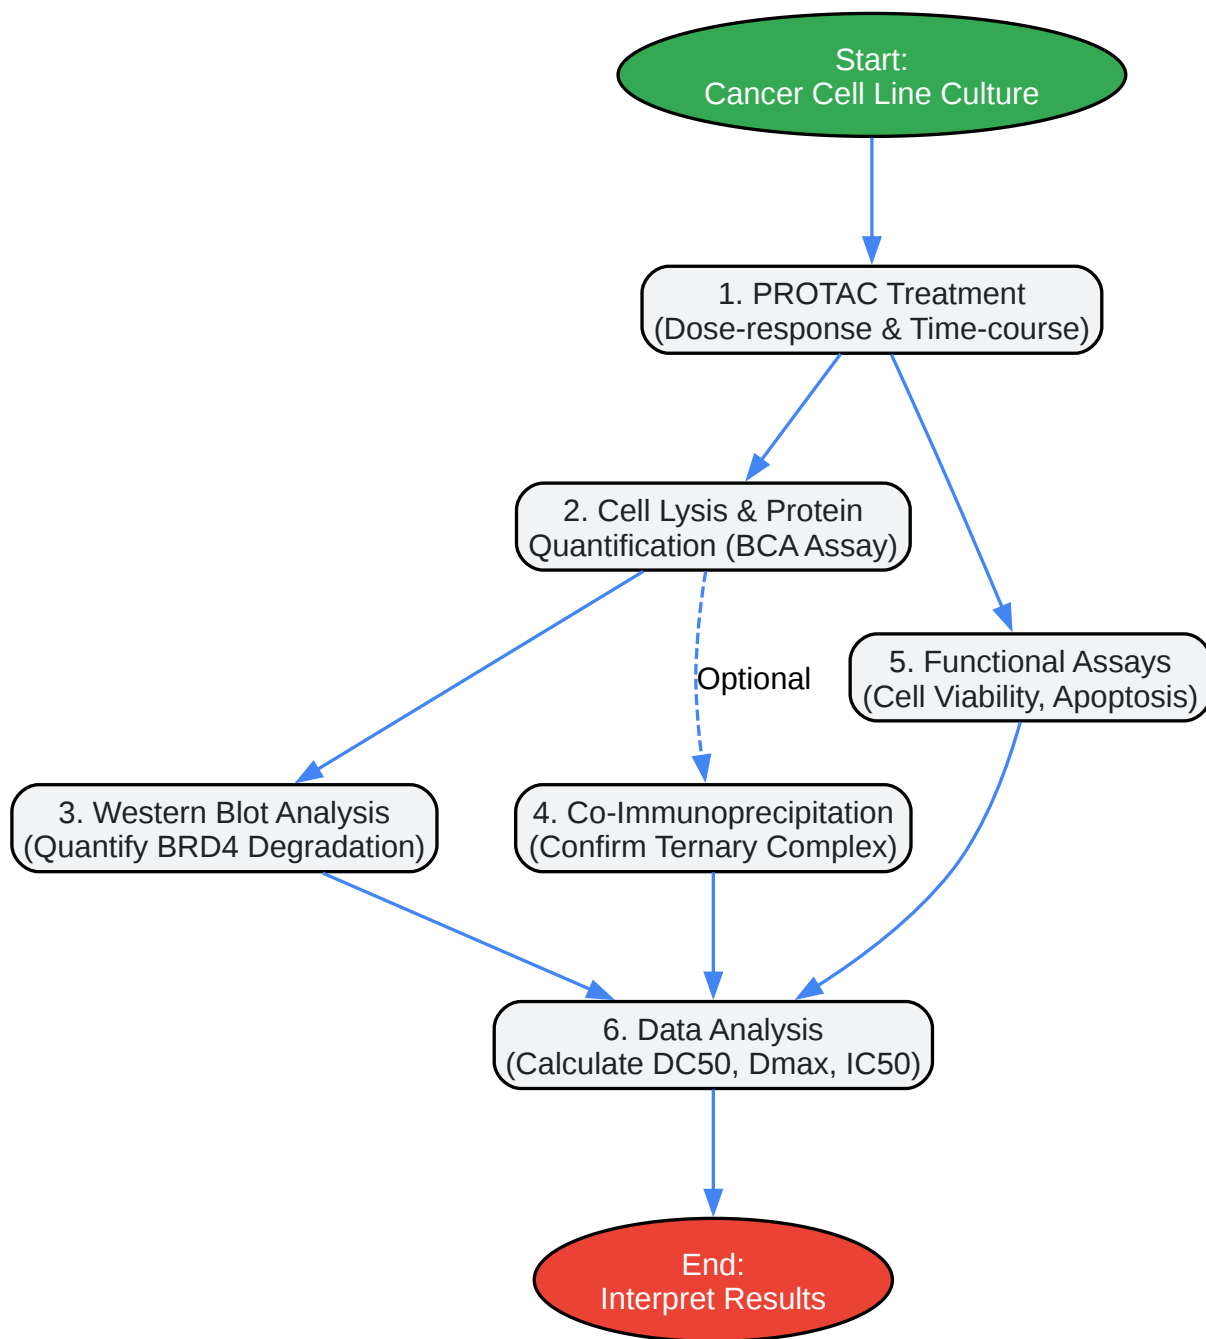 Start:
Cancer Cell Line Culture
1. PROTAC Treatment
(Dose-response & Time-course)
2. Cell Lysis & Protein
Quantification (BCA Assay)
Optional
5. Functional Assays
(Cell Viability, Apoptosis)
3. Western Blot Analysis
(Quantify BRD4 Degradation)
4. Co-Immunoprecipitation
(Confirm Ternary Complex)
6. Data Analysis
(Calculate DC50, Dmax, IC50)
End:
Interpret Results